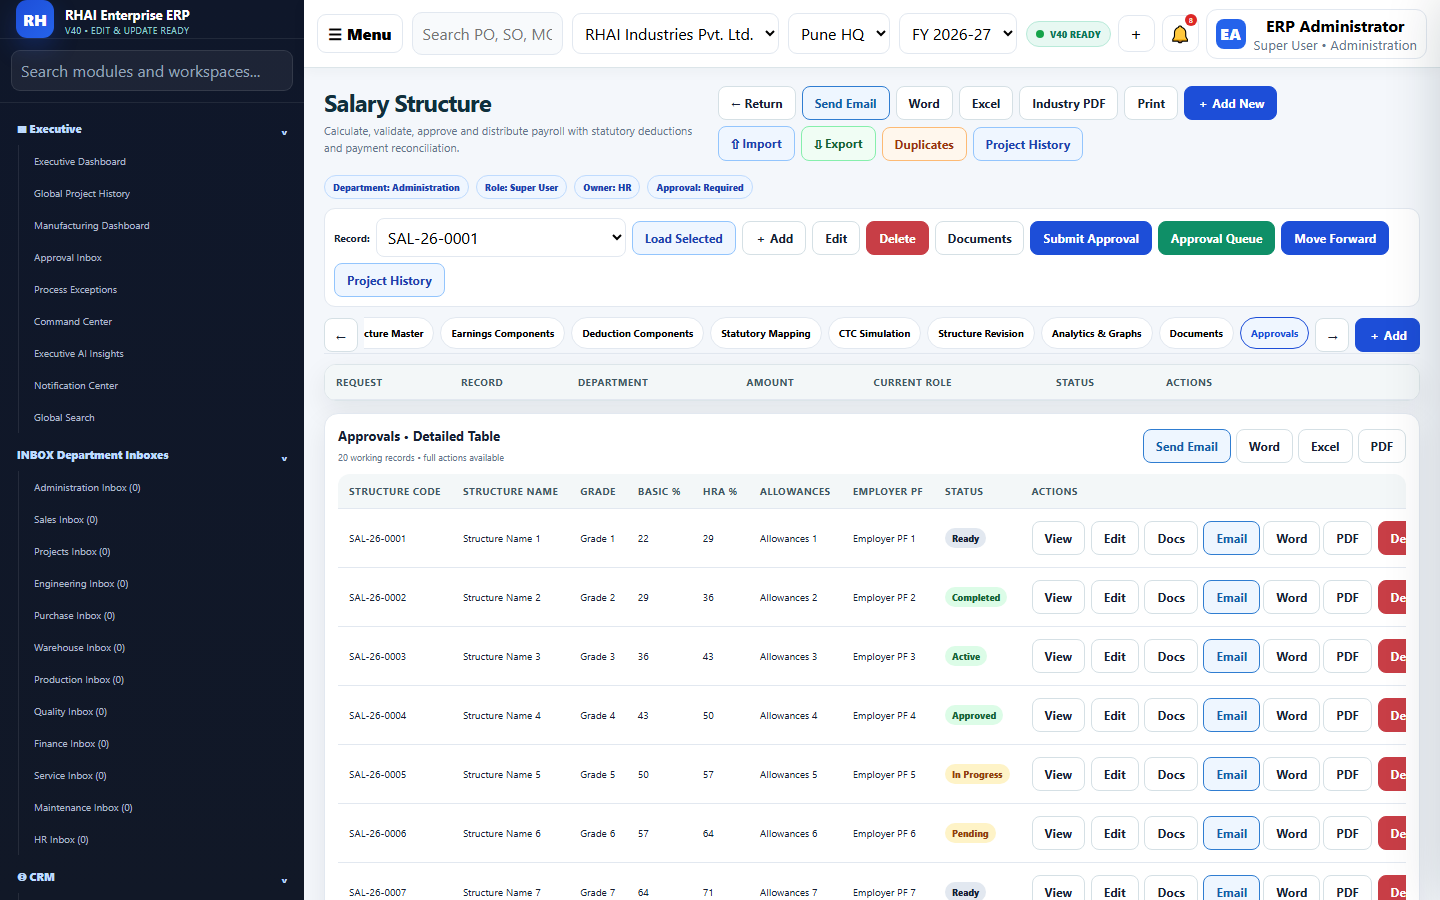 RH
RHAI Enterprise ERP
V40 • EDIT & UPDATE READY
Search modules and workspaces...
Executive
Executive Dashboard
Global Project History
Manufacturing Dashboard
Approval Inbox
Process Exceptions
Command Center
Executive AI Insights
Notification Center
Global Search
INBOX Department Inboxes
Administration Inbox (0)
Sales Inbox (0)
Projects Inbox (0)
Engineering Inbox (0)
Purchase Inbox (0)
Warehouse Inbox (0)
Production Inbox (0)
Quality Inbox (0)
Finance Inbox (0)
Service Inbox (0)
Maintenance Inbox (0)
HR Inbox (0)
CRM
☰ Menu
Search PO, SO, MC
RHAI Industries Pvt. Ltd.
Pune HQ
FY 2026-27
V40 READY
+
8
EA
ERP Administrator
Super User • Administration
Salary Structure
Calculate, validate, approve and distribute payroll with statutory deductions
and payment reconciliation.
← Return
Send Email
Word
Excel
Industry PDF
Print
+ Add New
⇧ Import
⇩ Export
Duplicates
Project History
Department: Administration
Role: Super User
Owner: HR
Approval: Required
Record:
SAL-26-0001
Load Selected
+ Add
Edit
Delete
Documents
Submit Approval
Approval Queue
Move Forward
Project History
←
cture Master
Earnings Components
Deduction Components
Statutory Mapping
CTC Simulation
Structure Revision
Analytics & Graphs
Documents
Approvals
→
+ Add
REQUEST RECORD DEPARTMENT AMOUNT CURRENT ROLE STATUS ACTIONS
Approvals • Detailed Table
20 working records • full actions available
Send Email
Word
Excel
PDF
STRUCTURE CODE STRUCTURE NAME GRADE BASIC % HRA % ALLOWANCES EMPLOYER PF STATUS ACTIONS
SAL-26-0001 Structure Name 1 Grade 1 22 29 Allowances 1 Employer PF 1 Ready View Edit Docs Email Word PDF De
SAL-26-0002 Structure Name 2 Grade 2 29 36 Allowances 2 Employer PF 2 Completed View Edit Docs Email Word PDF De
SAL-26-0003 Structure Name 3 Grade 3 36 43 Allowances 3 Employer PF 3 Active View Edit Docs Email Word PDF De
SAL-26-0004 Structure Name 4 Grade 4 43 50 Allowances 4 Employer PF 4 Approved View Edit Docs Email Word PDF De
SAL-26-0005 Structure Name 5 Grade 5 50 57 Allowances 5 Employer PF 5 In Progress View Edit Docs Email Word PDF De
SAL-26-0006 Structure Name 6 Grade 6 57 64 Allowances 6 Employer PF 6 Pending View Edit Docs Email Word PDF De
SAL-26-0007 Structure Name 7 Grade 7 64 71 Allowances 7 Employer PF 7 Ready View Edit Docs Email Word PDF De